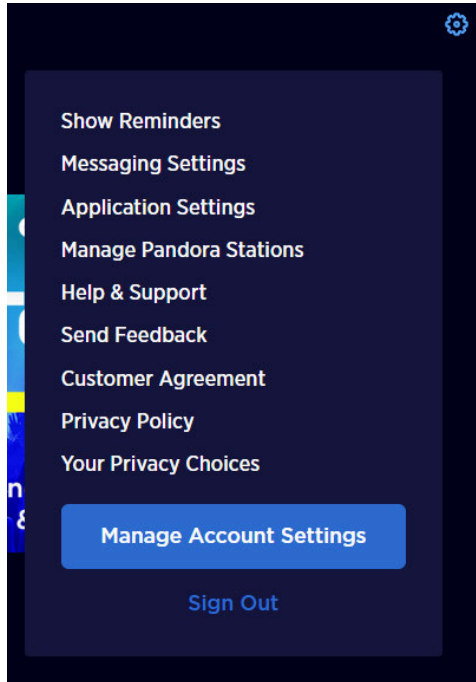 Show Reminders
Messaging Settings
Application Settings
Manage Pandora Stations
Help & Support
Send Feedback
Customer Agreement
Privacy Policy
Your Privacy Choices
Manage Account Settings
Sign Out